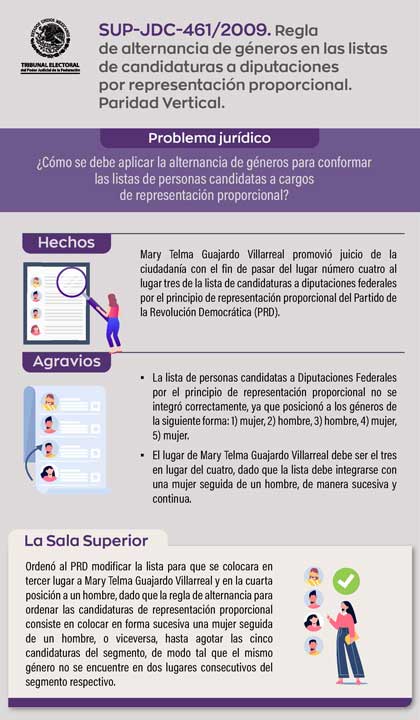 ESTADOS UNIDOS MEXICANOS
TRIBUNAL ELECTORAL
del Poder Judicial de la Federación
SUP-JDC-461/2009. Regla
de alternancia de géneros en las listas
de candidaturas a diputaciones
por representación proporcional.
Paridad Vertical.
Problema jurídico
¿Cómo se debe aplicar la alternancia de géneros para conformar
las listas de personas candidatas a cargos
de representación proporcional?
Hechos
Mary Telma Guajardo Villarreal promovió juicio de la
ciudadanía con el fin de pasar del lugar número cuatro al
lugar tres de la lista de candidaturas a diputaciones federales
por el principio de representación proporcional del Partido de
la Revolución Democrática (PRD).
Agravios
▪ La lista de personas candidatas a Diputaciones Federales
por el principio de representación proporcional no se
integró correctamente, ya que posicionó a los géneros de
la siguiente forma: 1) mujer, 2) hombre, 3) hombre, 4) mujer,
5) mujer.
▪ El lugar de Mary Telma Guajardo Villarreal debe ser el tres
en lugar del cuatro, dado que la lista debe integrarse con
una mujer seguida de un hombre, de manera sucesiva y
continua.
La Sala Superior
Ordenó al PRD modificar la lista para que se colocara en
tercer lugar a Mary Telma Guajardo Villarreal y en la cuarta
posición a un hombre, dado que la regla de alternancia para
ordenar las candidaturas de representación proporcional
consiste en colocar en forma sucesiva una mujer seguida
de un hombre, o viceversa, hasta agotar las cinco
candidaturas del segmento, de modo tal que el mismo
género no se encuentre en dos lugares consecutivos del
segmento respectivo.